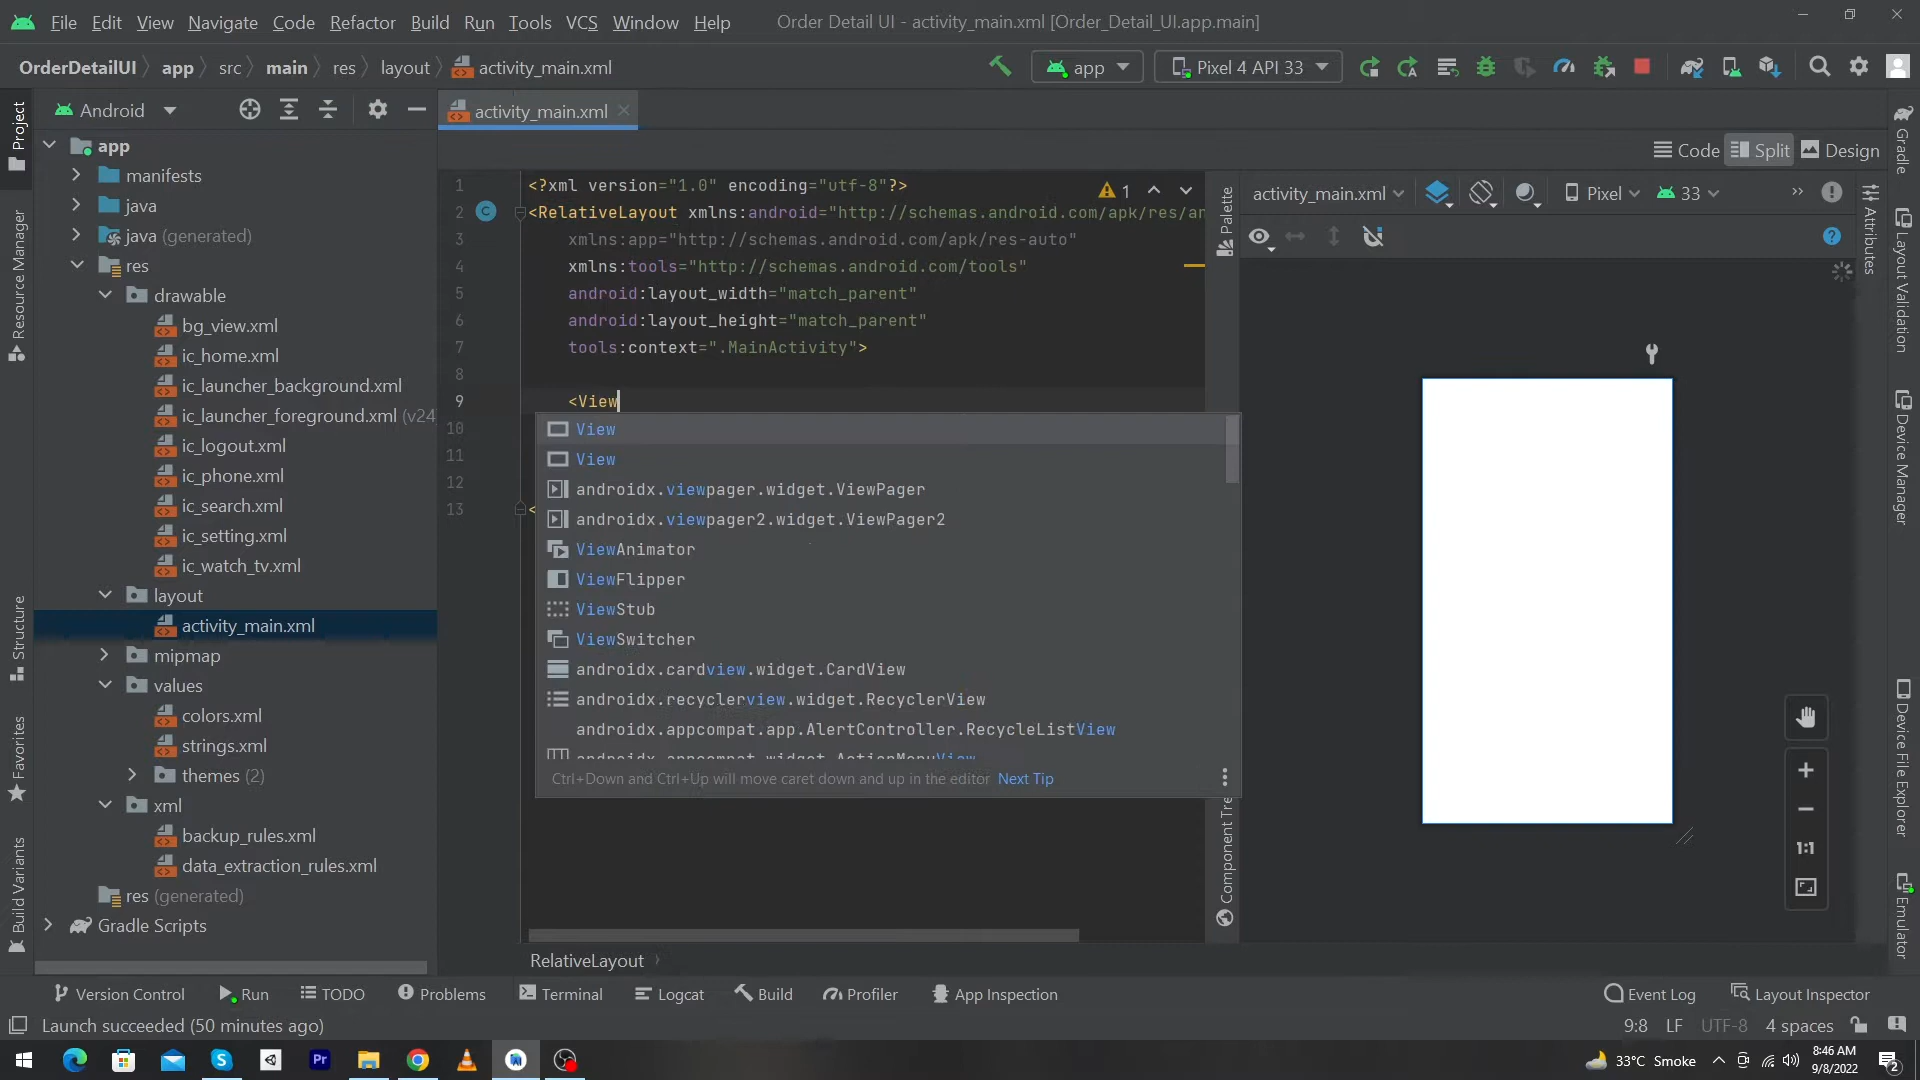 File Edit View Navigate Code Refactor Build Run Tools VCS Window Help Order Detail UI - activity_main.xml [Order_Detail_UI.app.main]
OrderDetailUI app src main res layout activity_main.xml app Pixel 4 API 33
Project
Resource Manager
Structure
Favorites
Build Variants
Android
app
manifests
java
java (generated)
res
drawable
bg_view.xml
ic_home.xml
ic_launcher_background.xml
ic_launcher_foreground.xml (v24
ic_logout.xml
ic_phone.xml
ic_search.xml
ic_setting.xml
ic_watch_tv.xml
layout
activity_main.xml
mipmap
values
colors.xml
strings.xml
themes (2)
xml
backup_rules.xml
data_extraction_rules.xml
res (generated)
Gradle Scripts
activity_main.xml
Code Split Design
1 <?xml version="1.0" encoding="utf-8"?> 1
2 C <RelativeLayout xmlns:android="http://schemas.android.com/apk/res/an
3 xmlns:app="http://schemas.android.com/apk/res-auto"
4 xmlns:tools="http://schemas.android.com/tools"
5 android:layout_width="match_parent"
6 android:layout_height="match_parent"
7 tools:context=".MainActivity">
8
9 <View
10
11
12
13 <
View
View
androidx.viewpager.widget.ViewPager
androidx.viewpager2.widget.ViewPager2
ViewAnimator
ViewFlipper
ViewStub
ViewSwitcher
androidx.cardview.widget.CardView
androidx.recyclerview.widget.RecyclerView
androidx.appcompat.app.AlertController.RecycleListView
androidx.appcompat.widget.ActionMenuView
Ctrl+Down and Ctrl+Up will move caret down and up in the editor Next Tip
RelativeLayout
Palette
Component Tre
activity_main.xml Pixel 33
?
1:1
Attributes
Gradle
Layout Validation
Device Manager
Device File Explorer
Emulator
Version Control Run TODO Problems Terminal Logcat Build Profiler App Inspection Event Log Layout Inspector
Launch succeeded (50 minutes ago) 9:8 LF UTF-8 4 spaces
S Pr 33°C Smoke 8:46 AM
9/8/2022 2